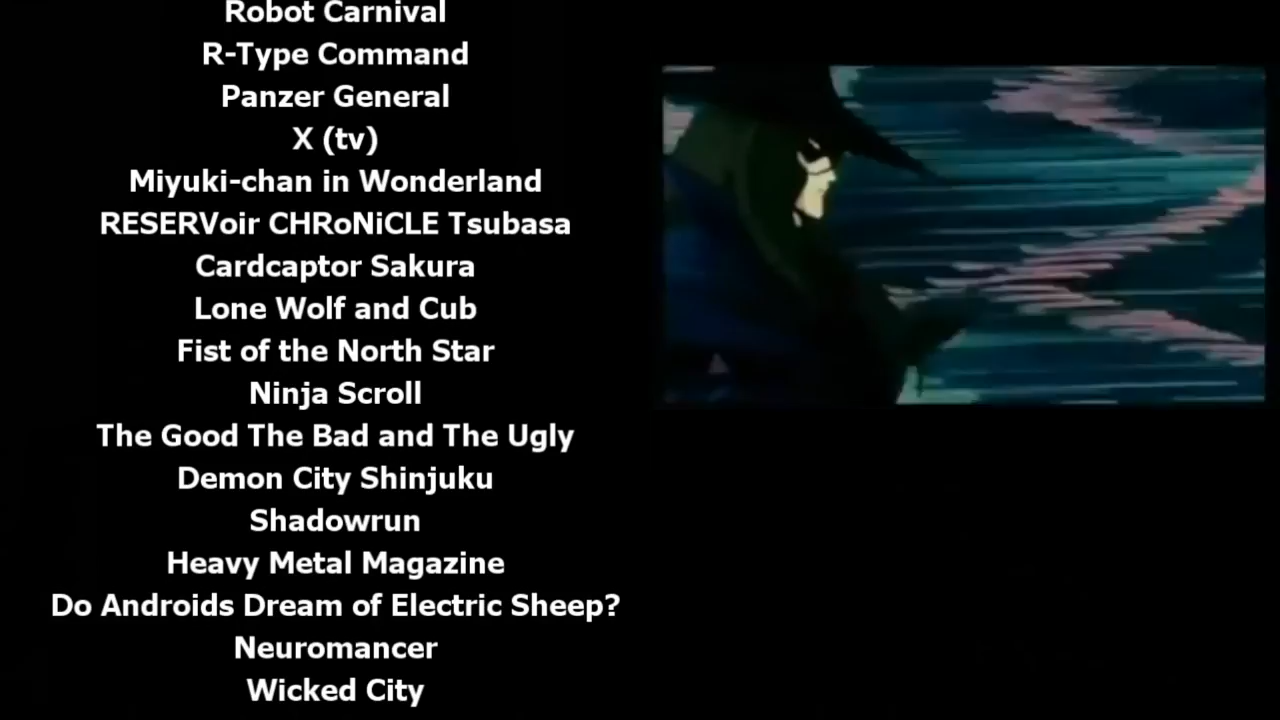 Robot Carnival
R-Type Command
Panzer General
X (tv)
Miyuki-chan in Wonderland
RESERVoir CHRoNiCLE Tsubasa
Cardcaptor Sakura
Lone Wolf and Cub
Fist of the North Star
Ninja Scroll
The Good The Bad and The Ugly
Demon City Shinjuku
Shadowrun
Heavy Metal Magazine
Do Androids Dream of Electric Sheep?
Neuromancer
Wicked City